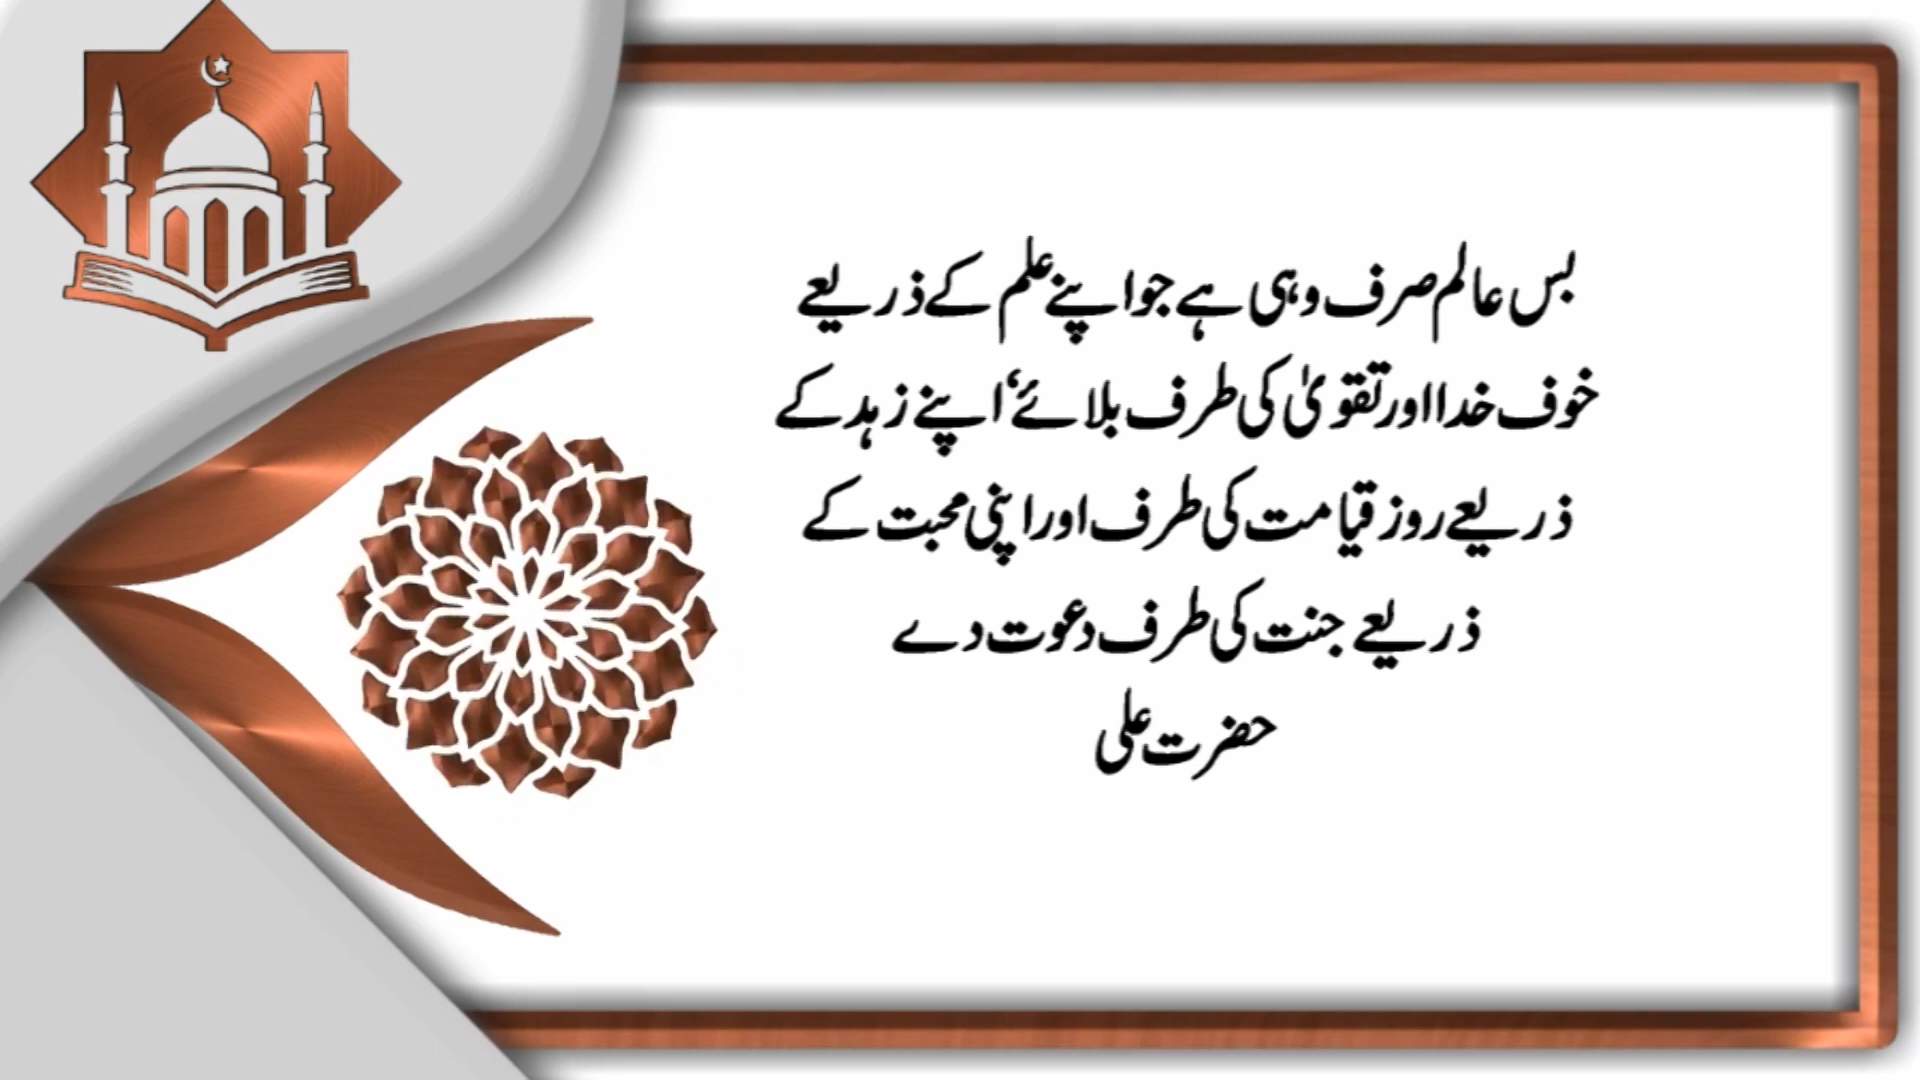 بس عالم صرف وہی ہے جو اپنے علم کے ذریعے
خوف خدا اور تقویٰ کی طرف بلائے‘ اپنے زہد کے
ذریعے روز قیامت کی طرف اور اپنی محبت کے
ذریعے جنت کی طرف دعوت دے
حضرت علی